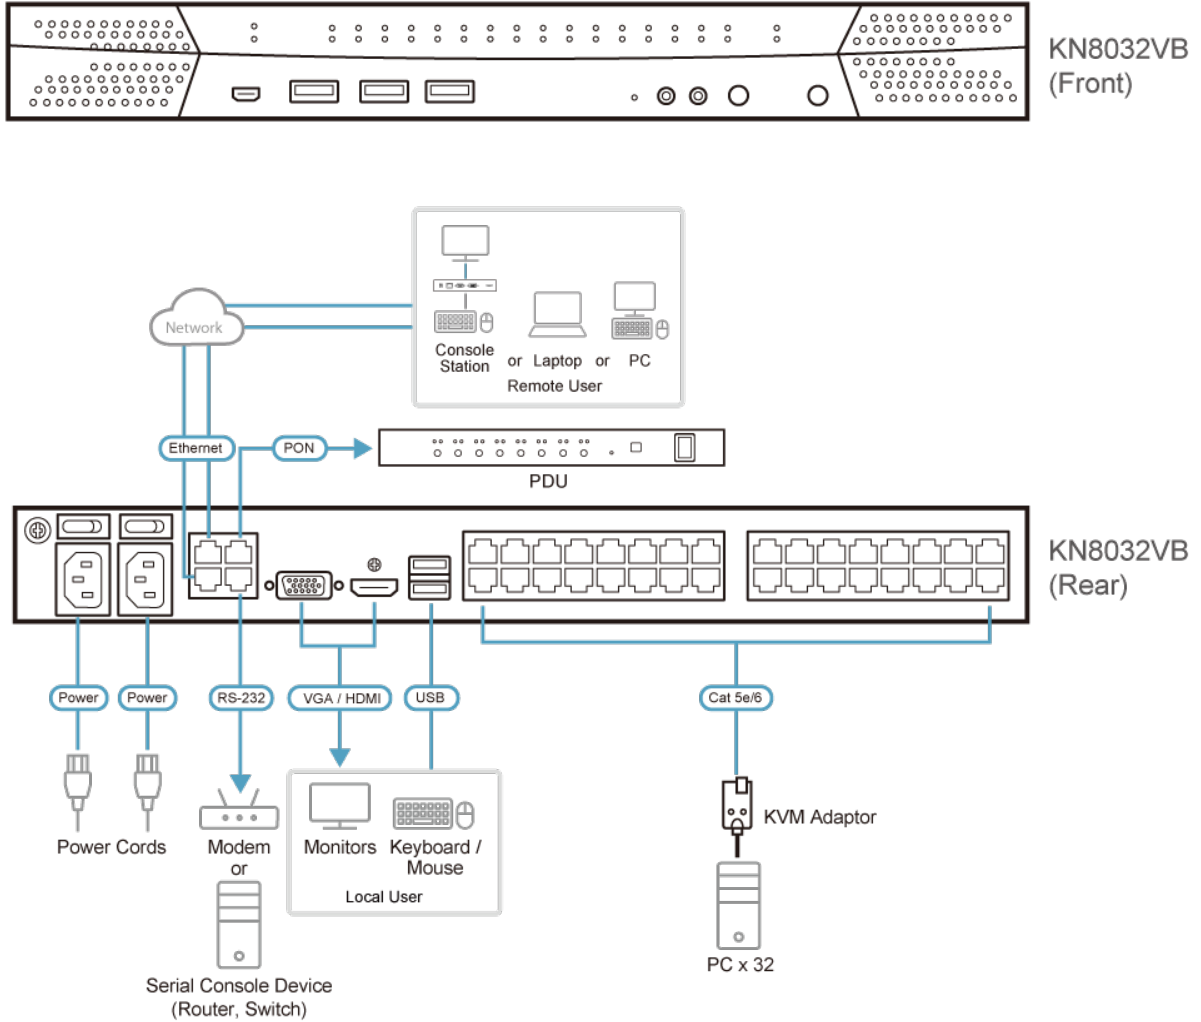 KN8032VB
(Front)
Network
Console
Station
or
Laptop
or
PC
Remote User
Ethernet
PON
PDU
KN8032VB
(Rear)
Power
Power
RS-232
VGA / HDMI
USB
Cat 5e/6
KVM Adaptor
Power Cords
Modem
or
Monitors
Keyboard /
Mouse
Local User
PC x 32
Serial Console Device
(Router, Switch)